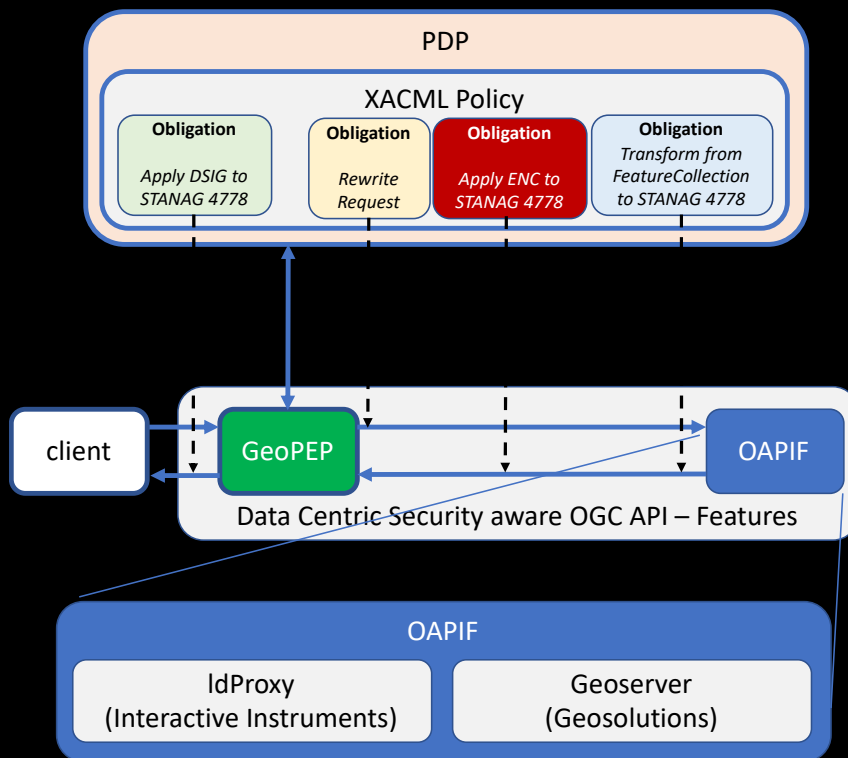 PDP
XACML Policy
Obligation
Apply DSIG to
STANAG 4778
Obligation
Rewrite
Request
Obligation
Apply ENC to
STANAG 4778
Obligation
Transform from
FeatureCollection
to STANAG 4778
client
GeoPEP
OAPIF
Data Centric Security aware OGC API – Features
OAPIF
ldProxy
(Interactive Instruments)
Geoserver
(Geosolutions)